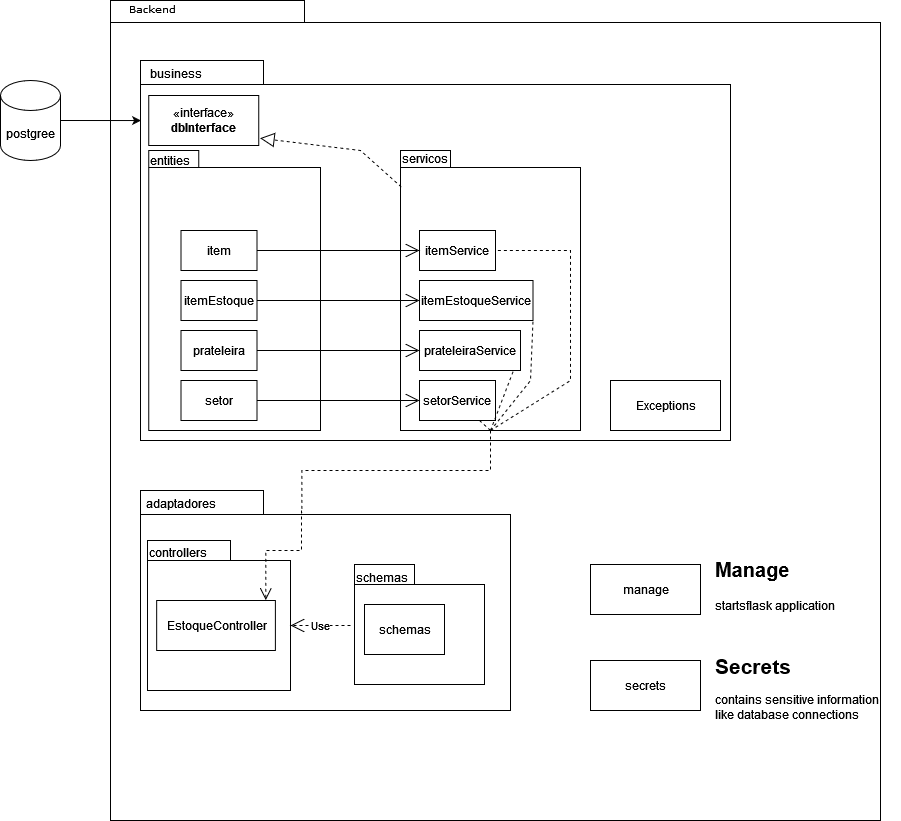 Backend
business
«interface»
dbInterface
postgree
entities
servicos
item
itemService
itemEstoque
itemEstoqueService
prateleira
prateleiraService
setor
setorService
Exceptions
adaptadores
controllers
EstoqueController
Use
schemas
schemas
manage
Manage
startsflask application
secrets
Secrets
contains sensitive information
like database connections